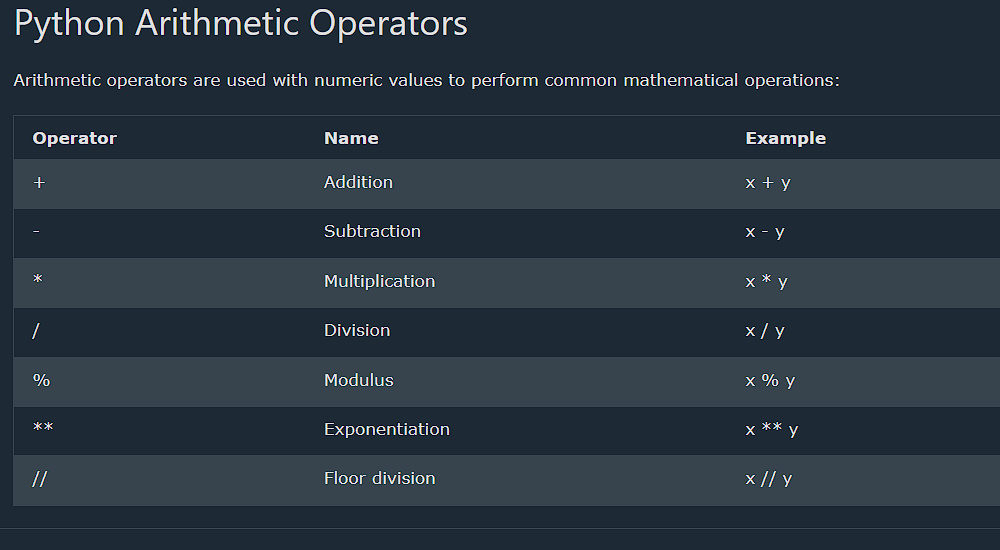 Python Arithmetic Operators
Arithmetic operators are used with numeric values to perform common mathematical operations:
Operator Name Example
+ Addition x + y
- Subtraction x - y
* Multiplication x * y
/ Division x / y
% Modulus x % y
** Exponentiation x ** y
// Floor division x // y